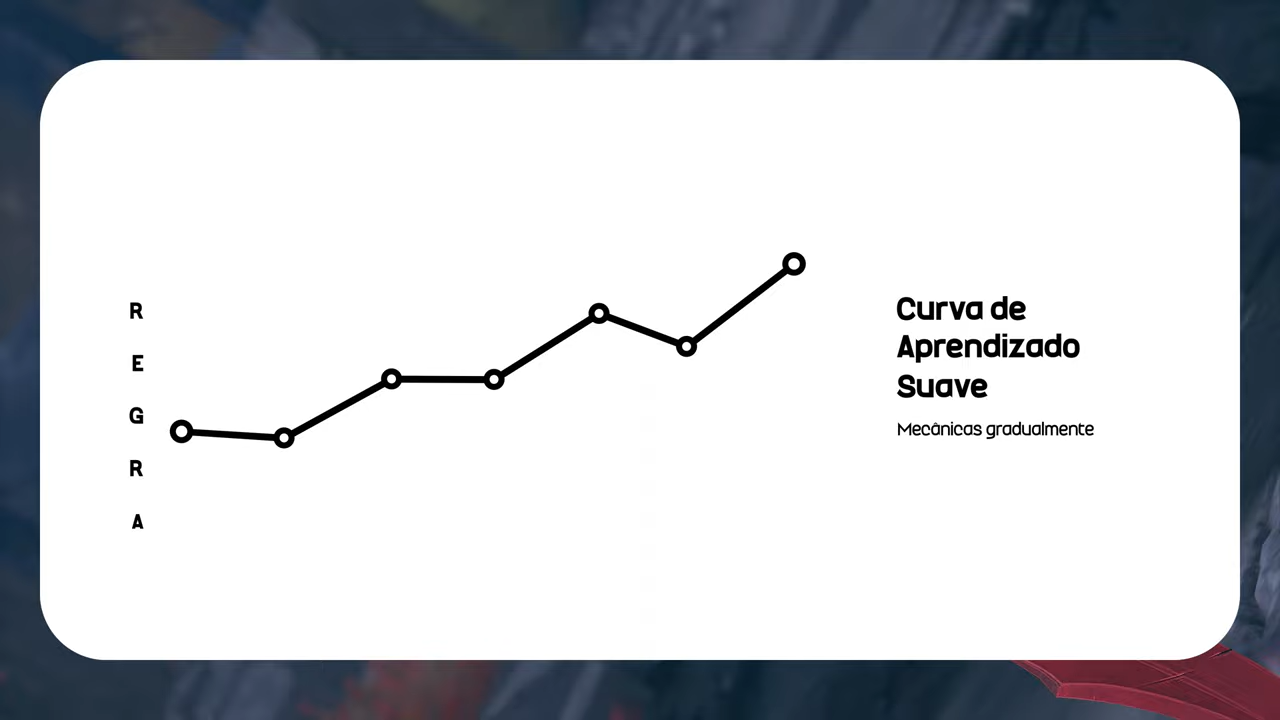 R
E
G
R
A
Curva de
Aprendizado
Suave
Mecânicas gradualmente